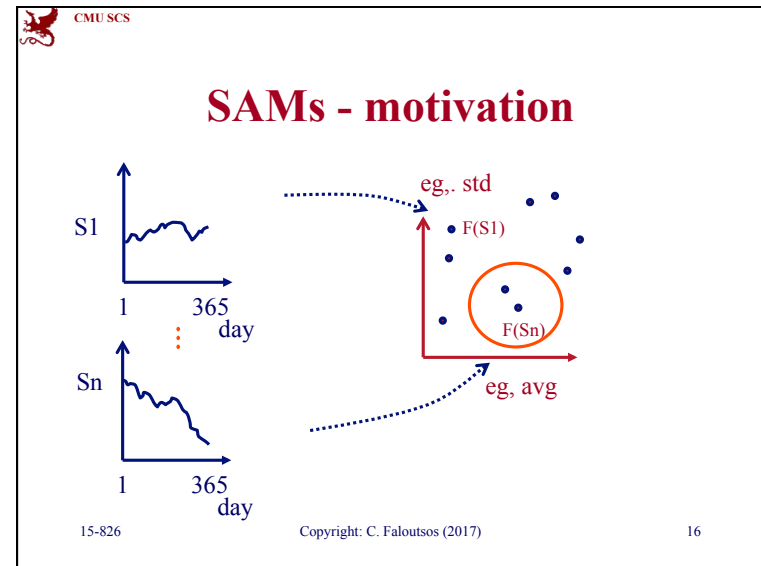 CMU SCS
SAMs - motivation
S1
1
365
day
Sn
1
365
day
eg,. std
F(S1)
F(Sn)
eg, avg
15-826
Copyright: C. Faloutsos (2017)
16